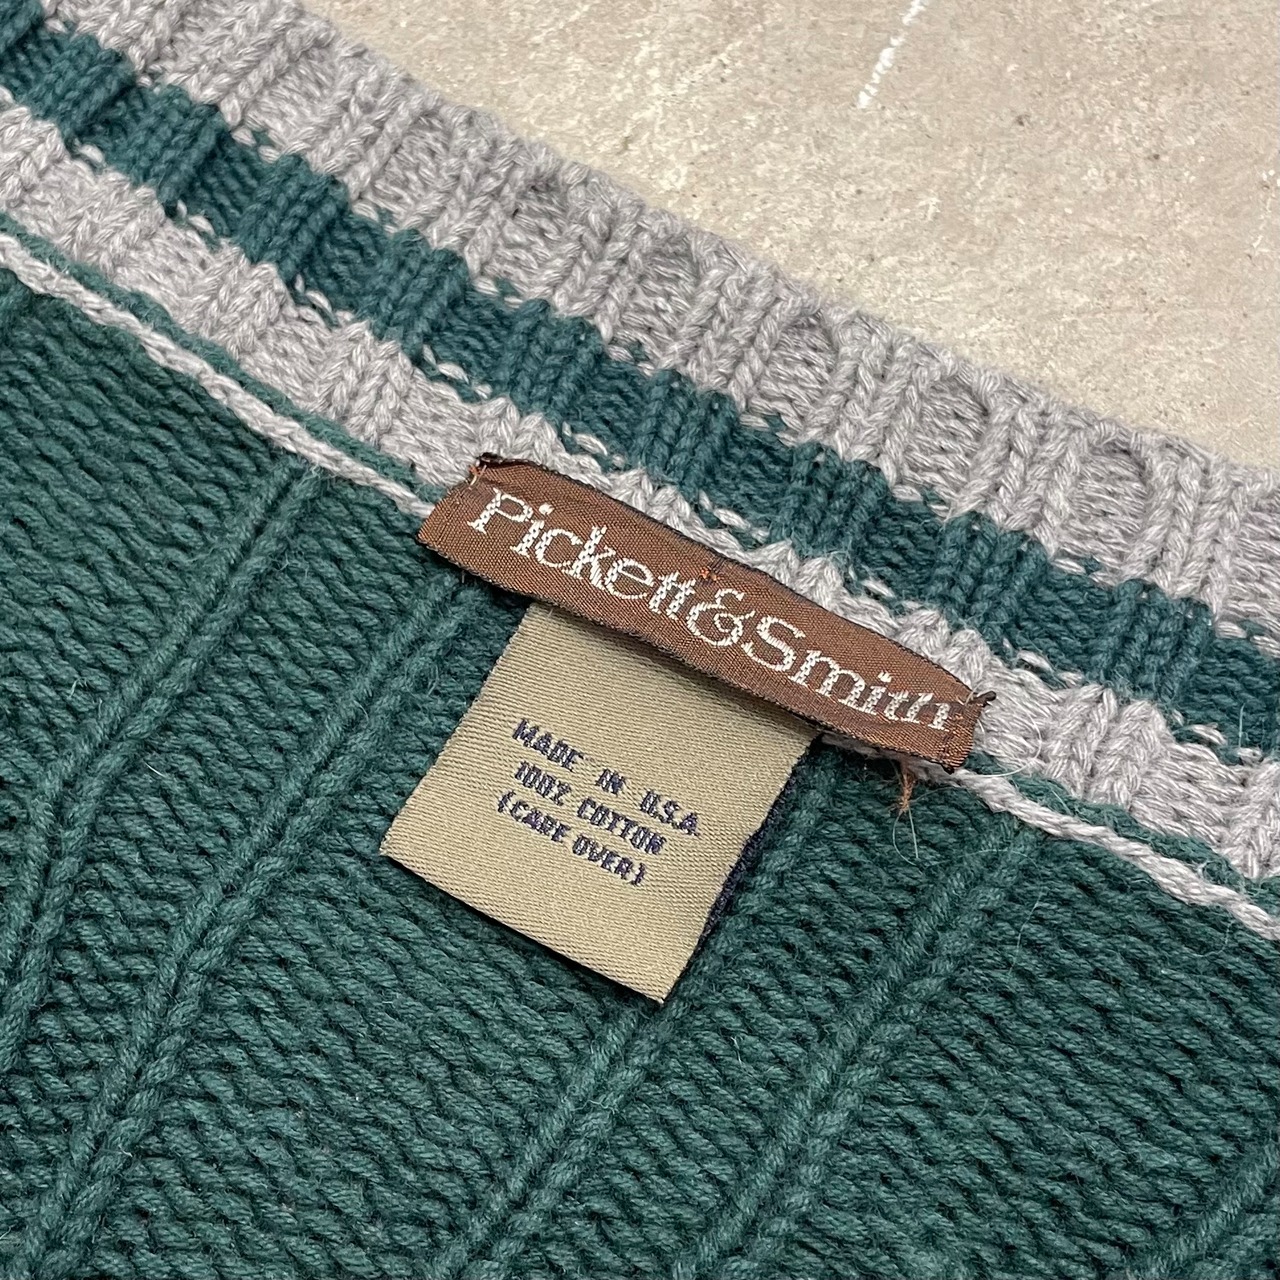 Pickett&Smith
MADE IN U.S.A.
100% COTTON
(CARE OVER)